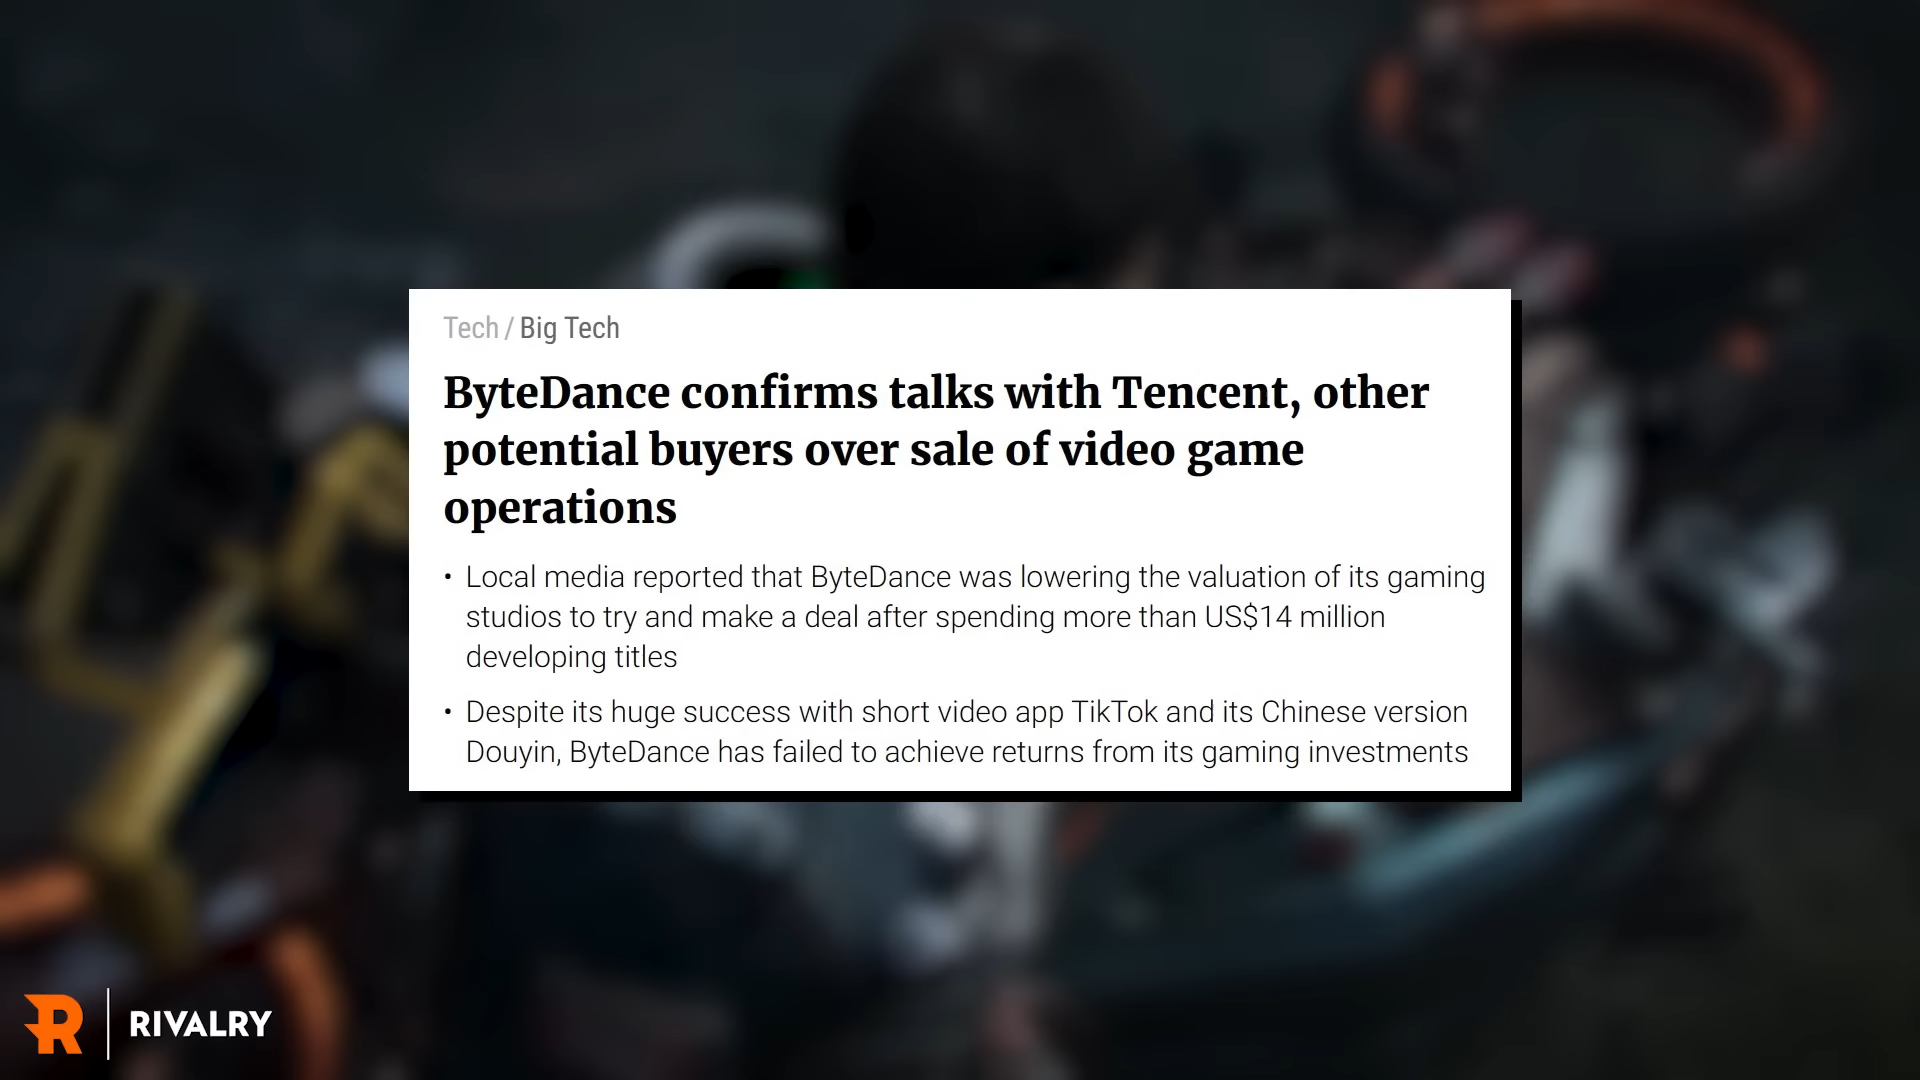 Tech / Big Tech
ByteDance confirms talks with Tencent, other
potential buyers over sale of video game
operations
• Local media reported that ByteDance was lowering the valuation of its gaming
studios to try and make a deal after spending more than US$14 million
developing titles
• Despite its huge success with short video app TikTok and its Chinese version
Douyin, ByteDance has failed to achieve returns from its gaming investments
R | RIVALRY